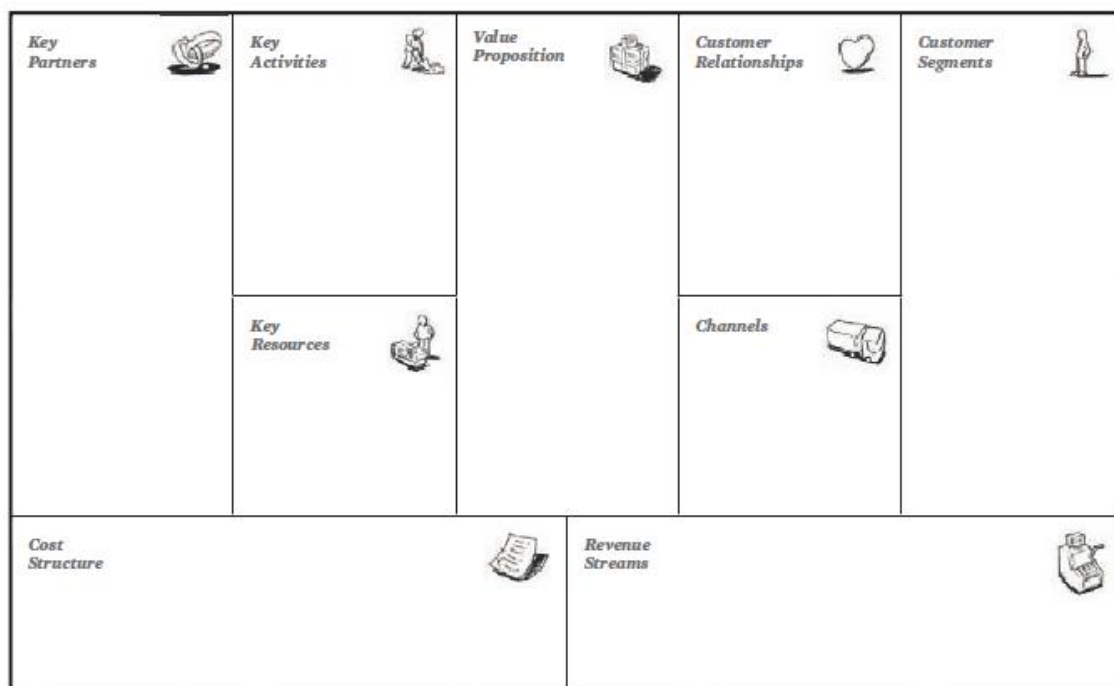 Key
Partners
Key
Activities
Value
Proposition
Customer
Relationships
Customer
Segments
Key
Resources
Channels
Cost
Structure
Revenue
Streams